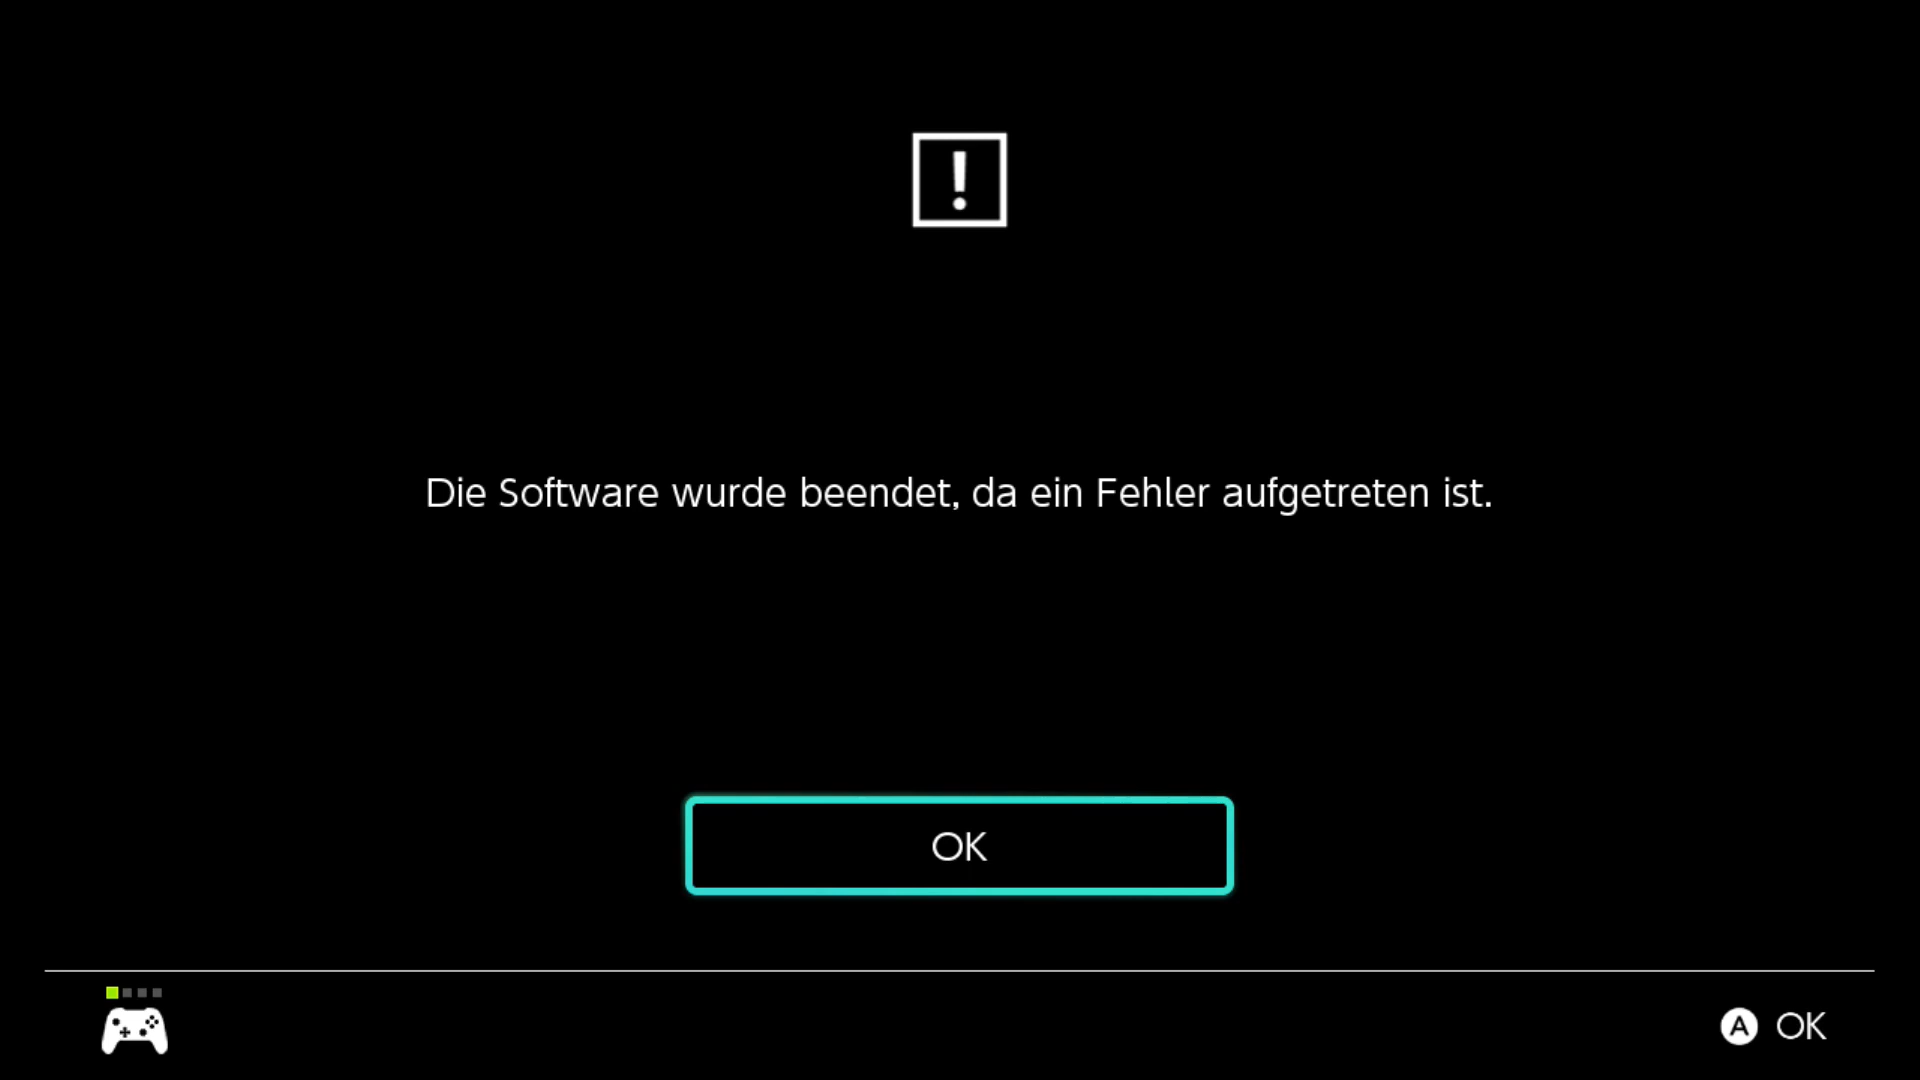 !
Die Software wurde beendet, da ein Fehler aufgetreten ist.
OK
A OK